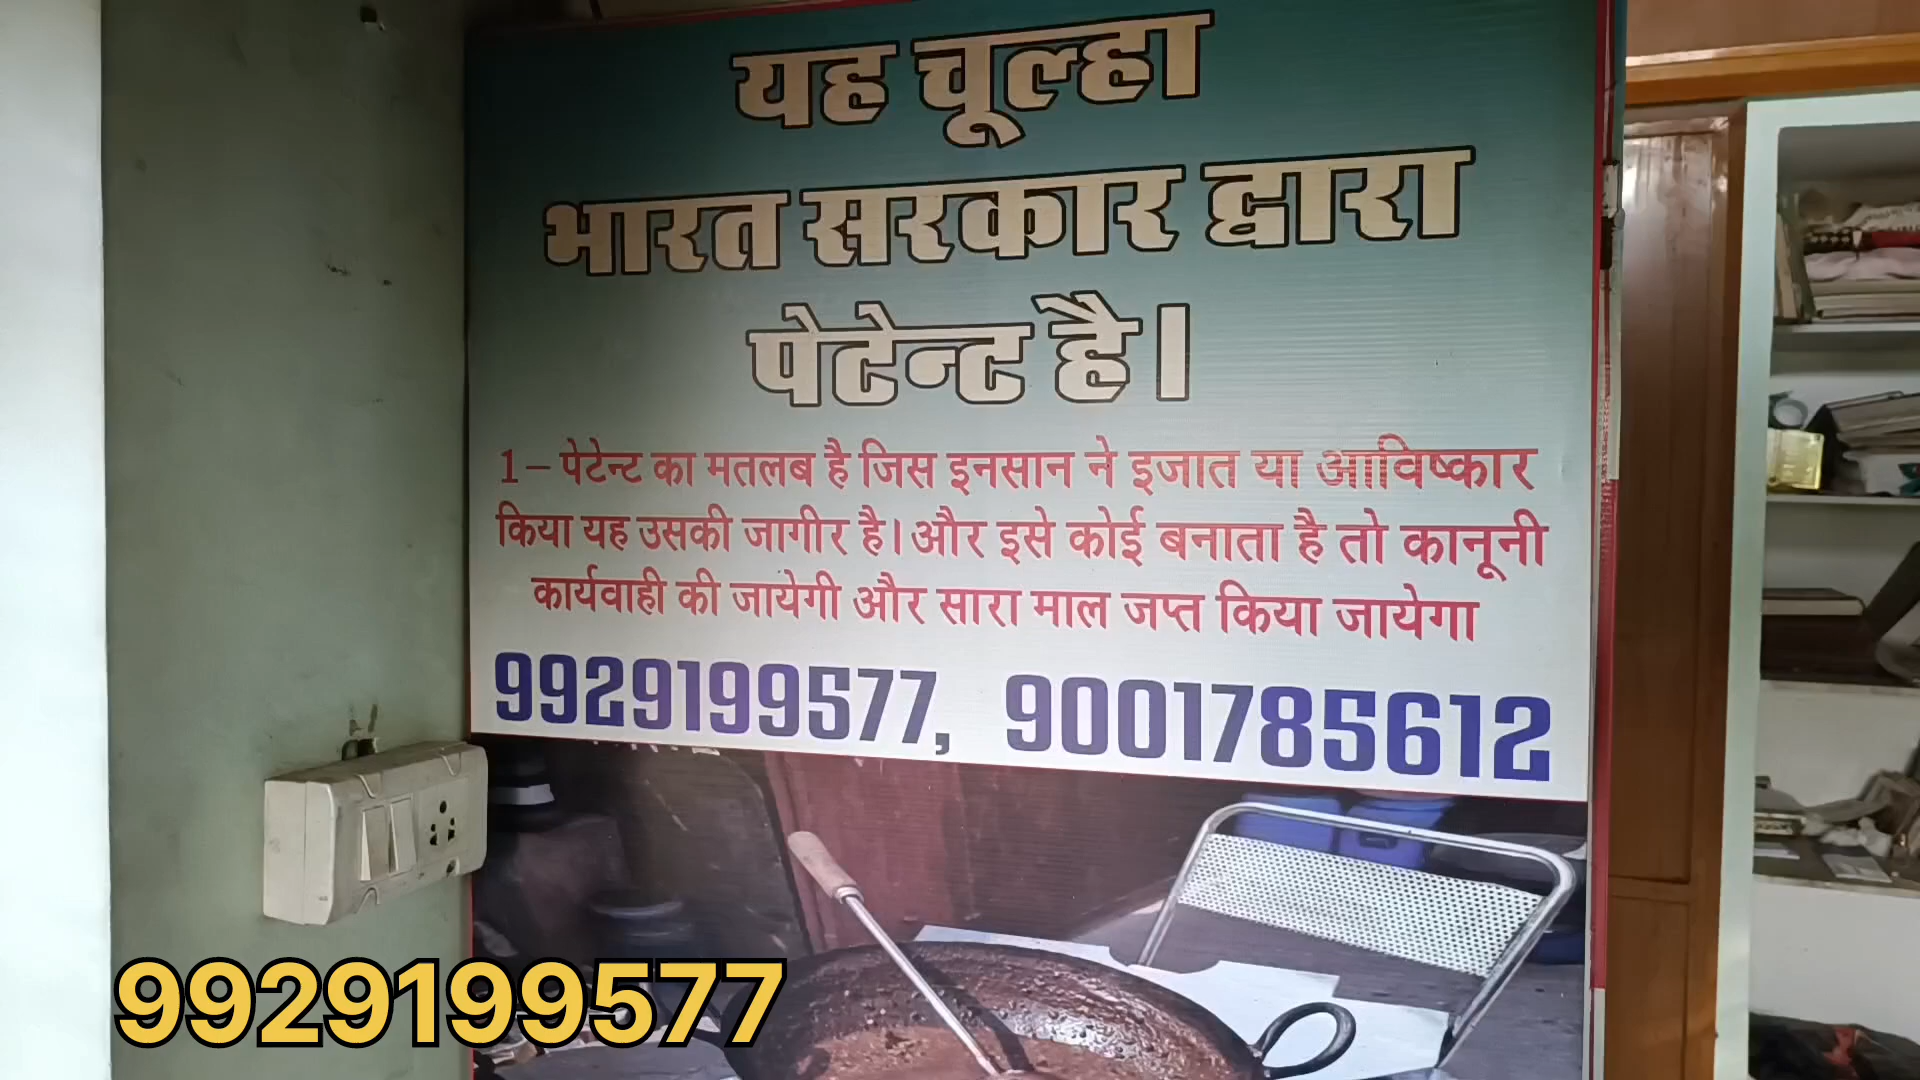 यह चूल्हा
भारत सरकार द्वारा
पेटेन्ट है।
1– पेटेन्ट का मतलब है जिस इनसान ने इजात या आविष्कार
किया यह उसकी जागीर है। और इसे कोई बनाता है तो कानूनी
कार्यवाही की जायेगी और सारा माल जप्त किया जायेगा
9929199577, 9001785612
9929199577